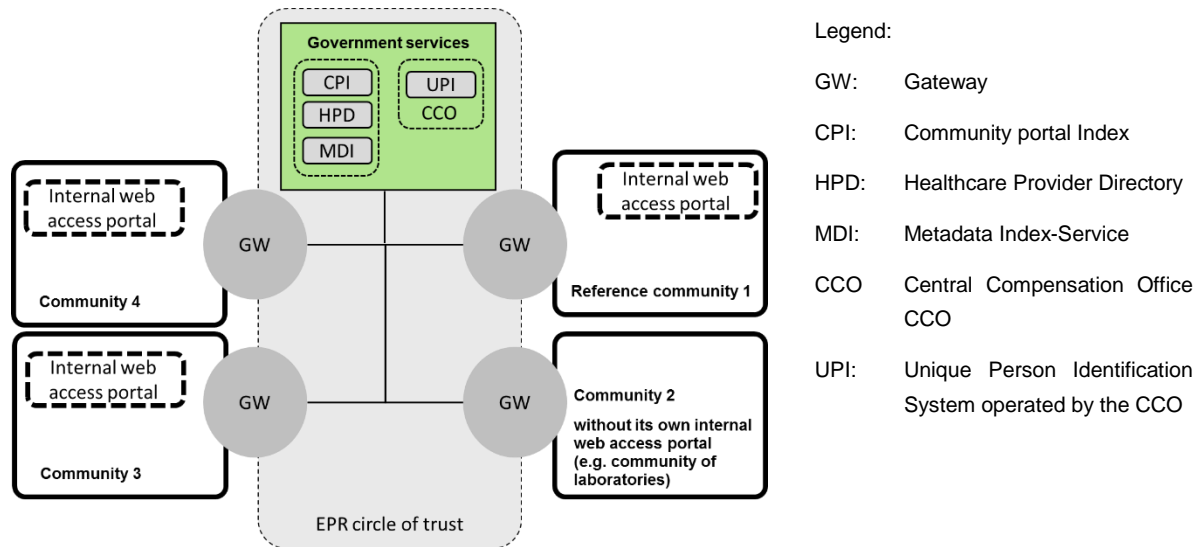 Government services
CPI
HPD
MDI
UPI
CCO
Internal web
access portal
GW
Community 4
Internal web
access portal
GW
Reference community 1
Internal web
access portal
GW
Community 3
GW
Community 2
without its own internal
web access portal
(e.g. community of
laboratories)
EPR circle of trust
Legend:
GW: Gateway
CPI: Community portal Index
HPD: Healthcare Provider Directory
MDI: Metadata Index-Service
CCO Central Compensation Office
CCO
UPI: Unique Person Identification
System operated by the CCO